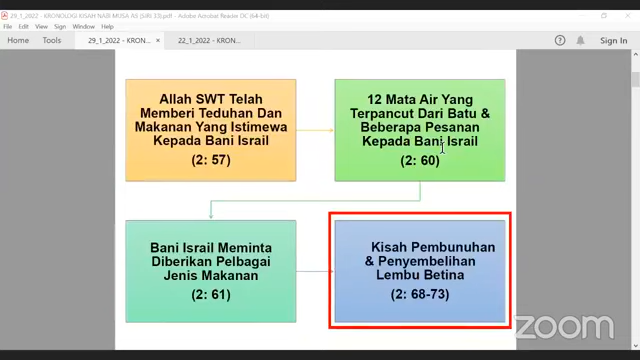 29_1_2022 - KRONOLOGI KISAH NABI MUSA AS (SIRI 33).pdf - Adobe Acrobat Reader DC (64-bit)
File Edit View Sign Window Help
Home Tools 29_1_2022 - KRON... × 22_1_2022 - KRON... Sign In
Allah SWT Telah
Memberi Teduhan Dan
Makanan Yang Istimewa
Kepada Bani Israil
(2: 57)
12 Mata Air Yang
Terpancut Dari Batu &
Beberapa Pesanan
Kepada Bani Israil
(2: 60)
Bani Israil Meminta
Diberikan Pelbagai
Jenis Makanan
(2: 61)
Kisah Pembunuhan
& Penyembelihan
Lembu Betina
(2: 68-73)
zoom